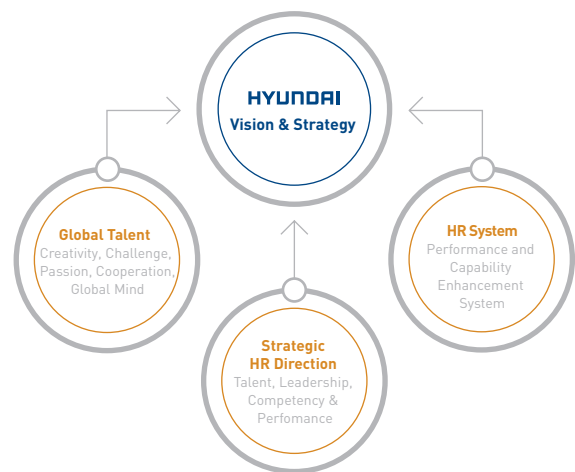 HYUNDAI
Vision & Strategy
Global Talent
Creativity, Challenge,
Passion, Cooperation,
Global Mind
HR System
Performance and
Capability
Enhancement
System
Strategic
HR Direction
Talent, Leadership,
Competency &
Perfomance